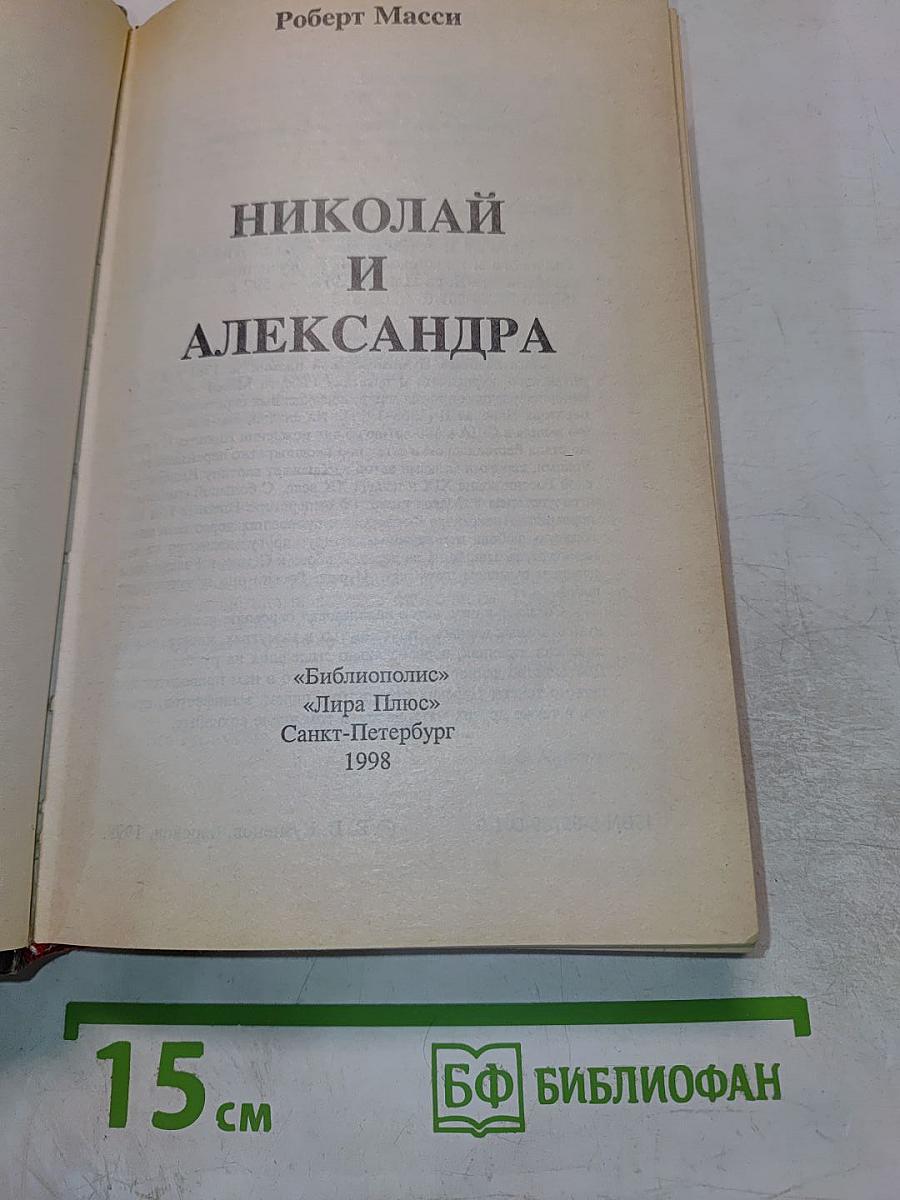 Роберт Масси
НИКОЛАЙ
И
АЛЕКСАНДРА
«Библиополис»
«Лира Плюс»
Санкт-Петербург
1998
15 см
БФ БИБЛИОФАН